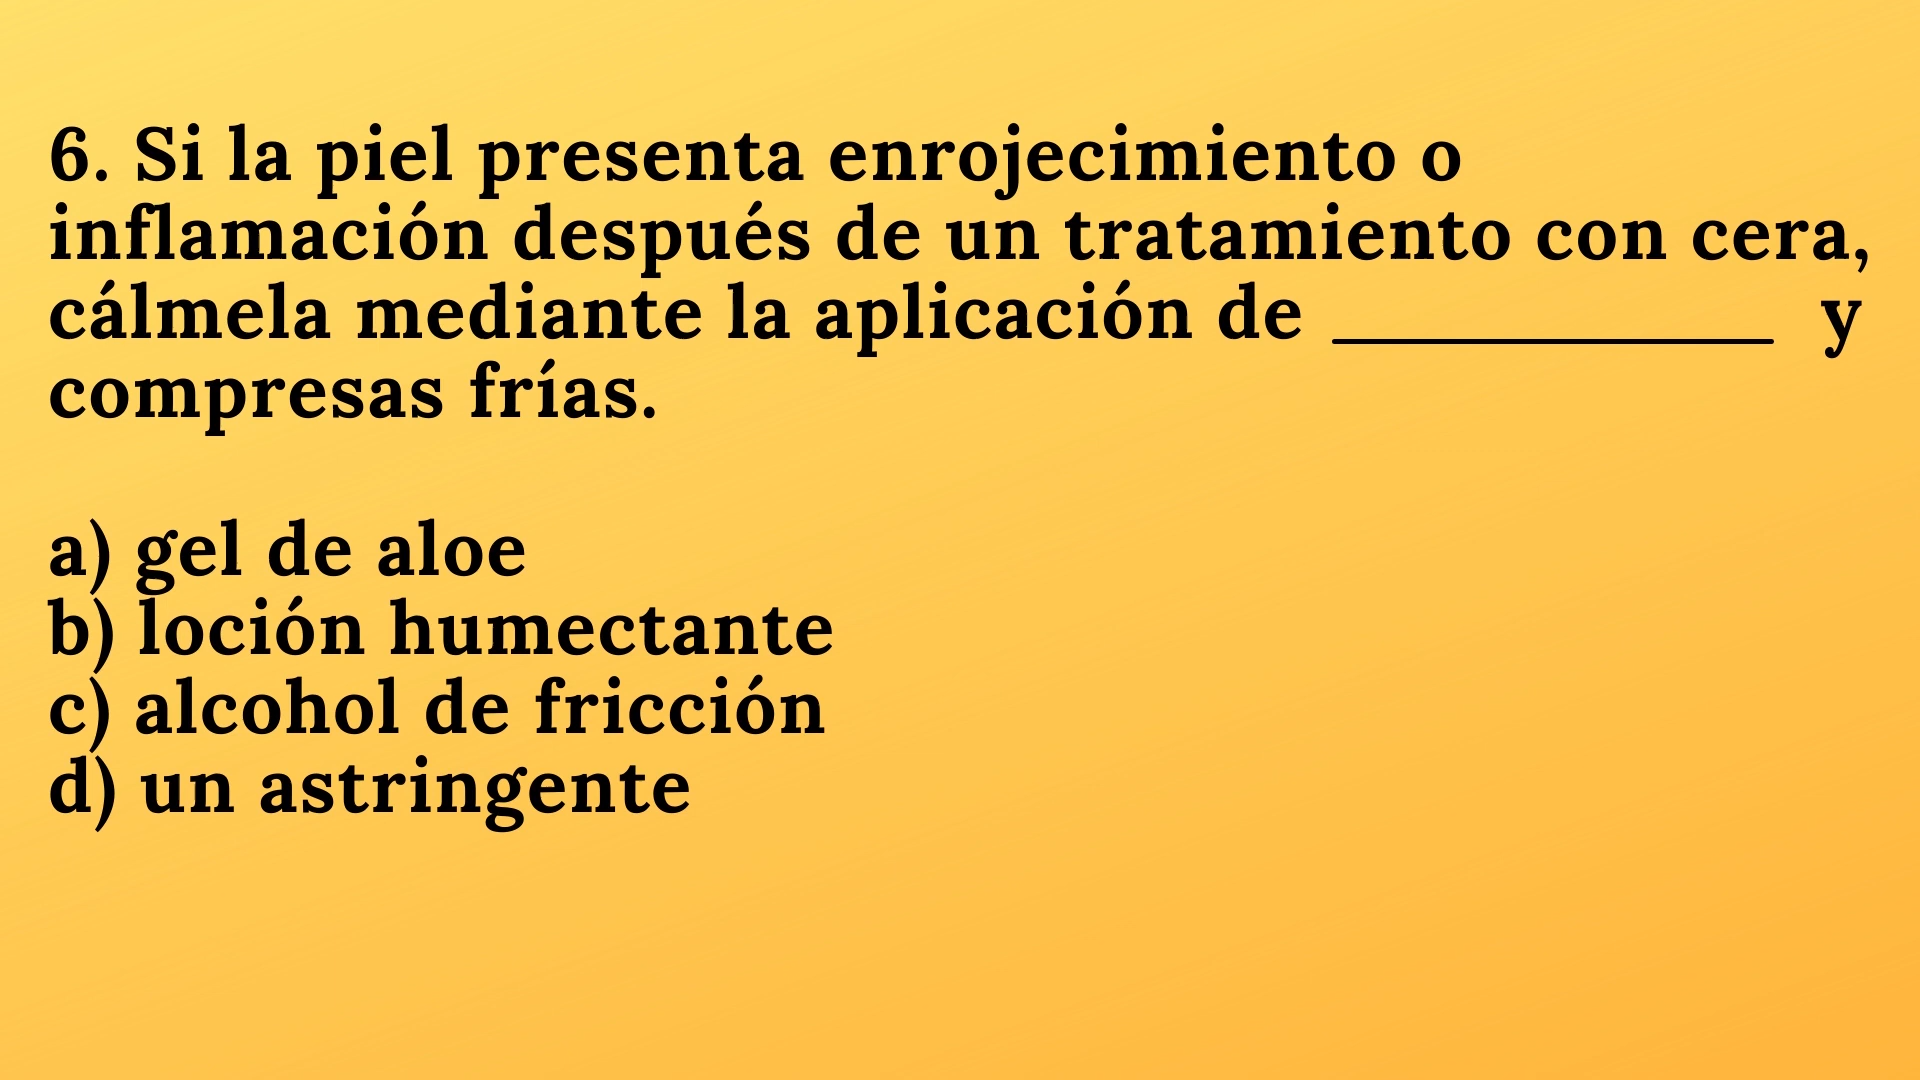 6. Si la piel presenta enrojecimiento o
inflamación después de un tratamiento con cera,
cálmela mediante la aplicación de ____________ y
compresas frías.
a) gel de aloe
b) loción humectante
c) alcohol de fricción
d) un astringente